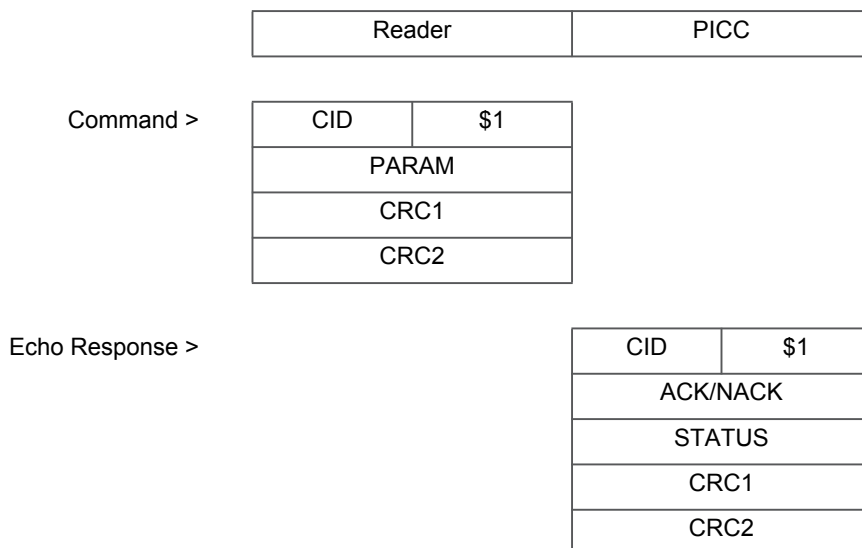 Reader PICC
Command > CID $1
PARAM
CRC1
CRC2
Echo Response > CID $1
ACK/NACK
STATUS
CRC1
CRC2